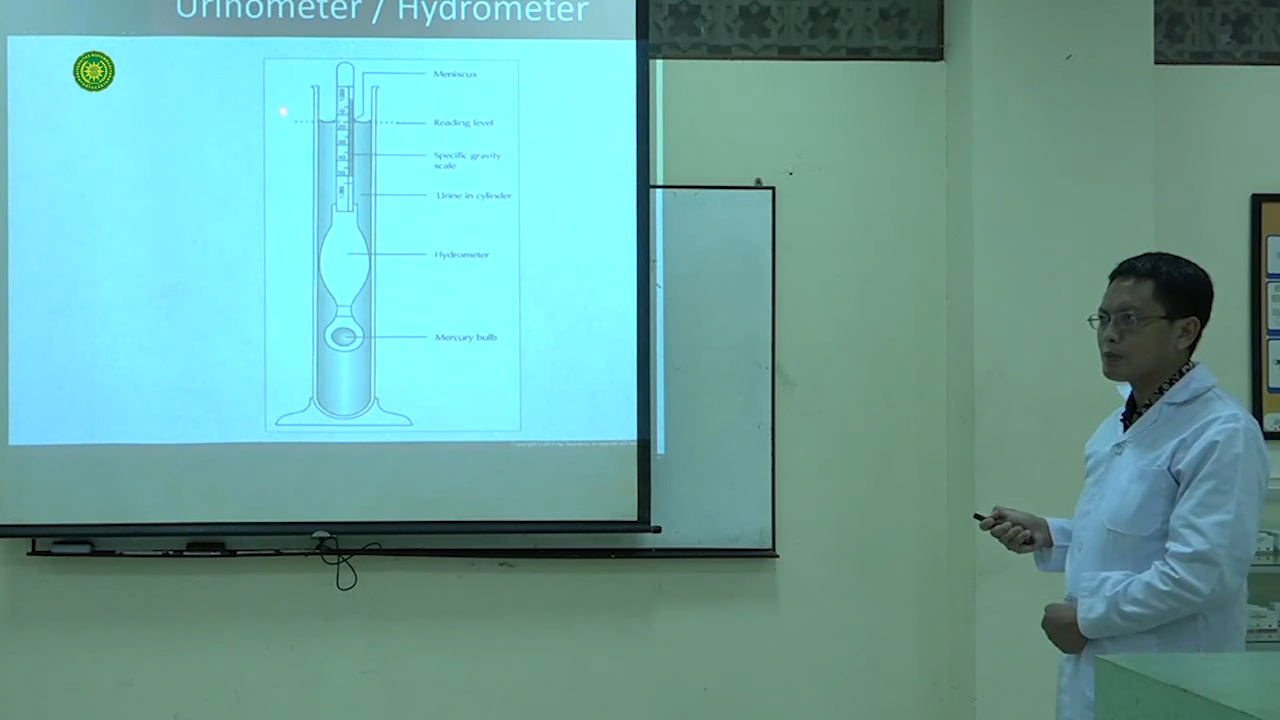 Urinometer / Hydrometer
Meniscus
Reading level
Specific gravity
scale
Urine in cylinder
Hydrometer
Mercury bulb